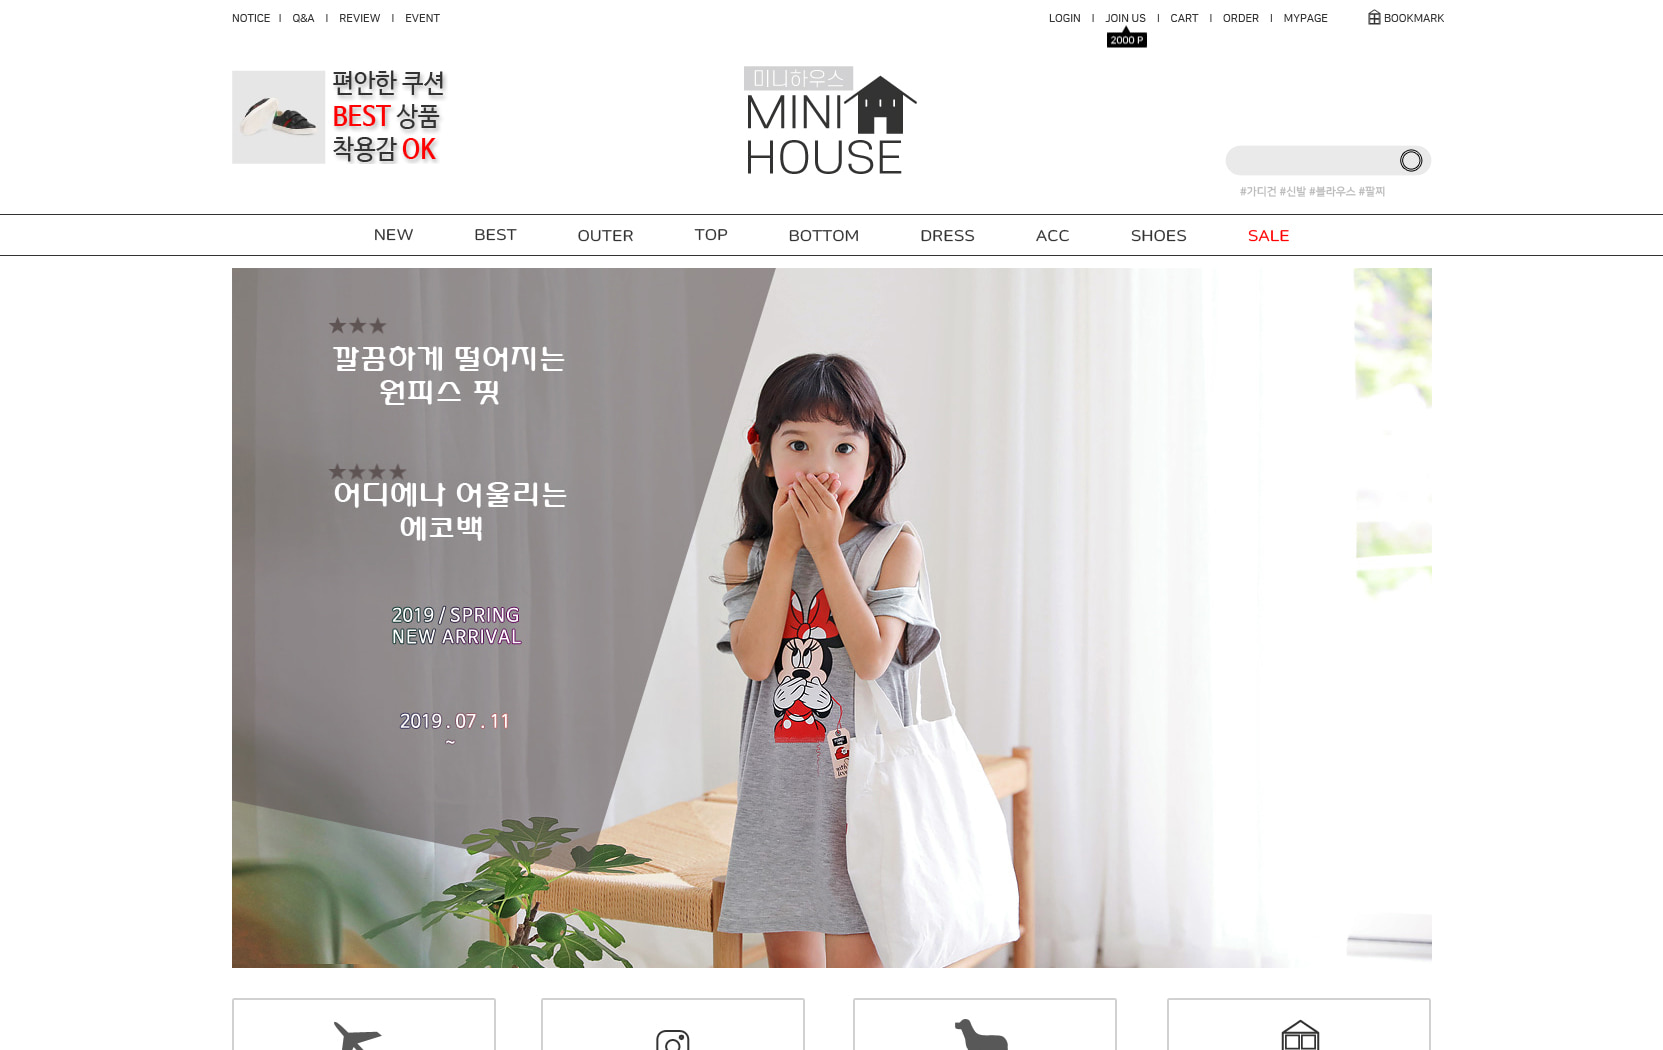 NOTICE I Q&A I REVIEW I EVENT
LOGIN I JOIN US I CART I ORDER I MYPAGE BOOKMARK
2000 P
편안한 쿠션
BEST 상품
착용감 OK
미니하우스
MINI
HOUSE
#가디건 #신발 #블라우스 #팔찌
NEW BEST OUTER TOP BOTTOM DRESS ACC SHOES SALE
★★★
깔끔하게 떨어지는
원피스 핏
★★★★
어디에나 어울리는
에코백
2019 / SPRING
NEW ARRIVAL
2019 . 07 . 11
~